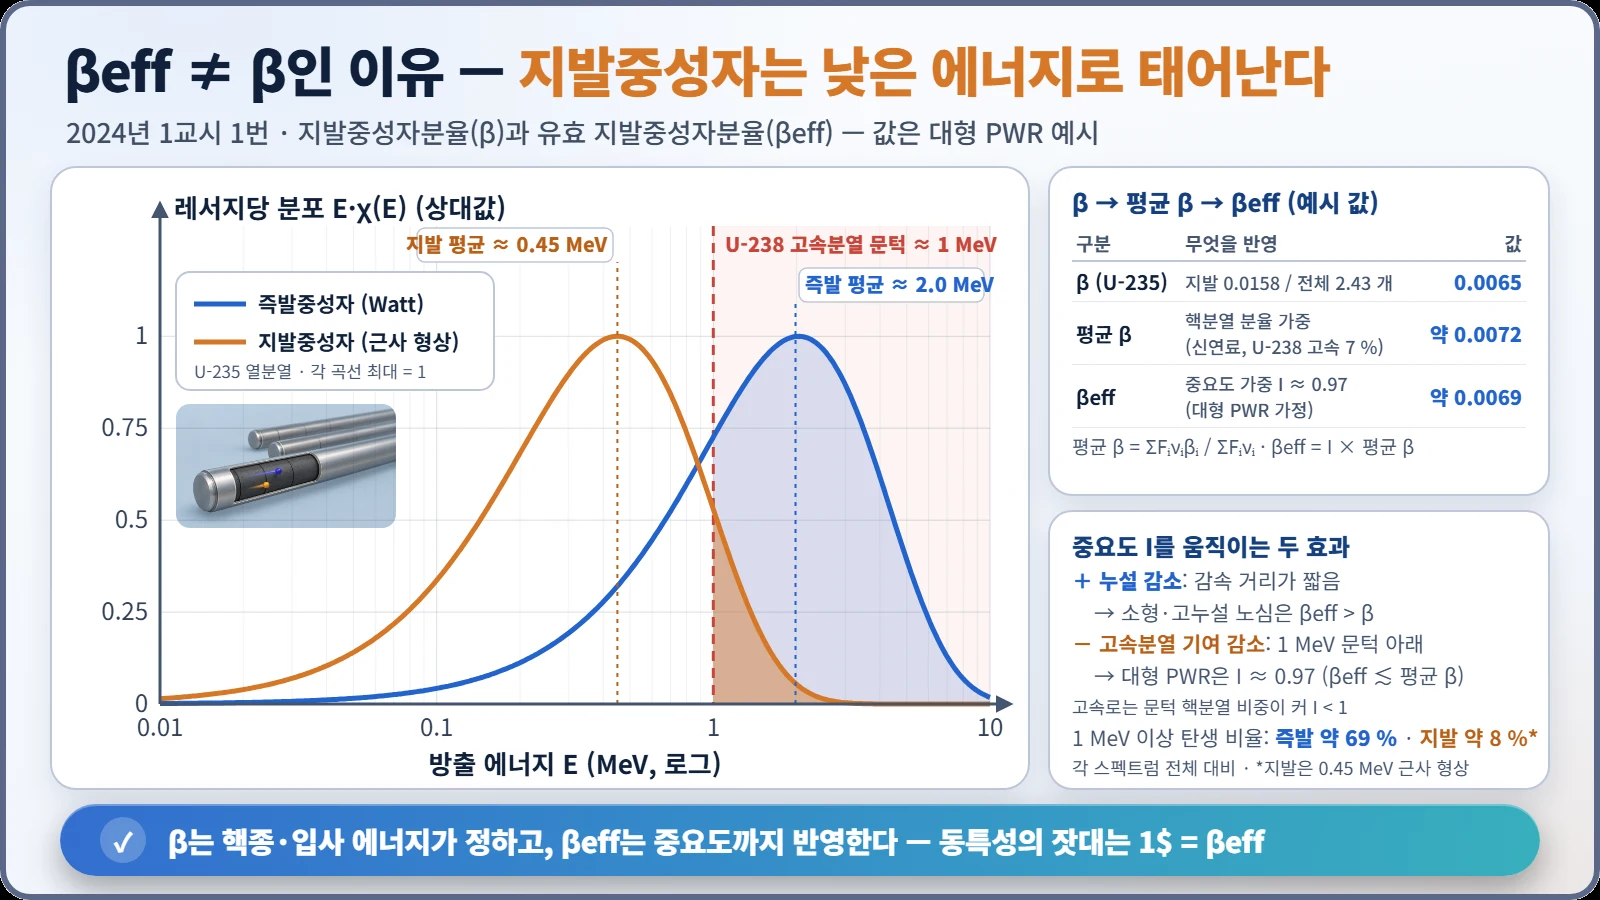 βeff ≠ β인 이유 — 지발중성자는 낮은 에너지로 태어난다
2024년 1교시 1번 · 지발중성자분율(β)과 유효 지발중성자분율(βeff) — 값은 대형 PWR 예시
레서지당 분포 E·χ(E) (상대값)
지발 평균 ≈ 0.45 MeV
U-238 고속분열 문턱 ≈ 1 MeV
즉발 평균 ≈ 2.0 MeV
즉발중성자 (Watt)
지발중성자 (근사 형상)
U-235 열분열 · 각 곡선 최대 = 1
1
0.75
0.5
0.25
0
0.01
0.1
1
10
방출 에너지 E (MeV, 로그)
β → 평균 β → βeff (예시 값)
구분 무엇을 반영 값
β (U-235) 지발 0.0158 / 전체 2.43 개 0.0065
평균 β 핵분열 분율 가중 약 0.0072
(신연료, U-238 고속 7 %)
βeff 중요도 가중 I ≈ 0.97 약 0.0069
(대형 PWR 가정)
평균 β = ΣFᵢνᵢβᵢ / ΣFᵢνᵢ · βeff = I × 평균 β
중요도 I를 움직이는 두 효과
+ 누설 감소: 감속 거리가 짧음
→ 소형·고누설 노심은 βeff > β
− 고속분열 기여 감소: 1 MeV 문턱 아래
→ 대형 PWR은 I ≈ 0.97 (βeff ≲ 평균 β)
고속로는 문턱 핵분열 비중이 커 I < 1
1 MeV 이상 탄생 비율: 즉발 약 69 % · 지발 약 8 %*
각 스펙트럼 전체 대비 · *지발은 0.45 MeV 근사 형상
✓ β는 핵종·입사 에너지가 정하고, βeff는 중요도까지 반영한다 — 동특성의 잣대는 1$ = βeff